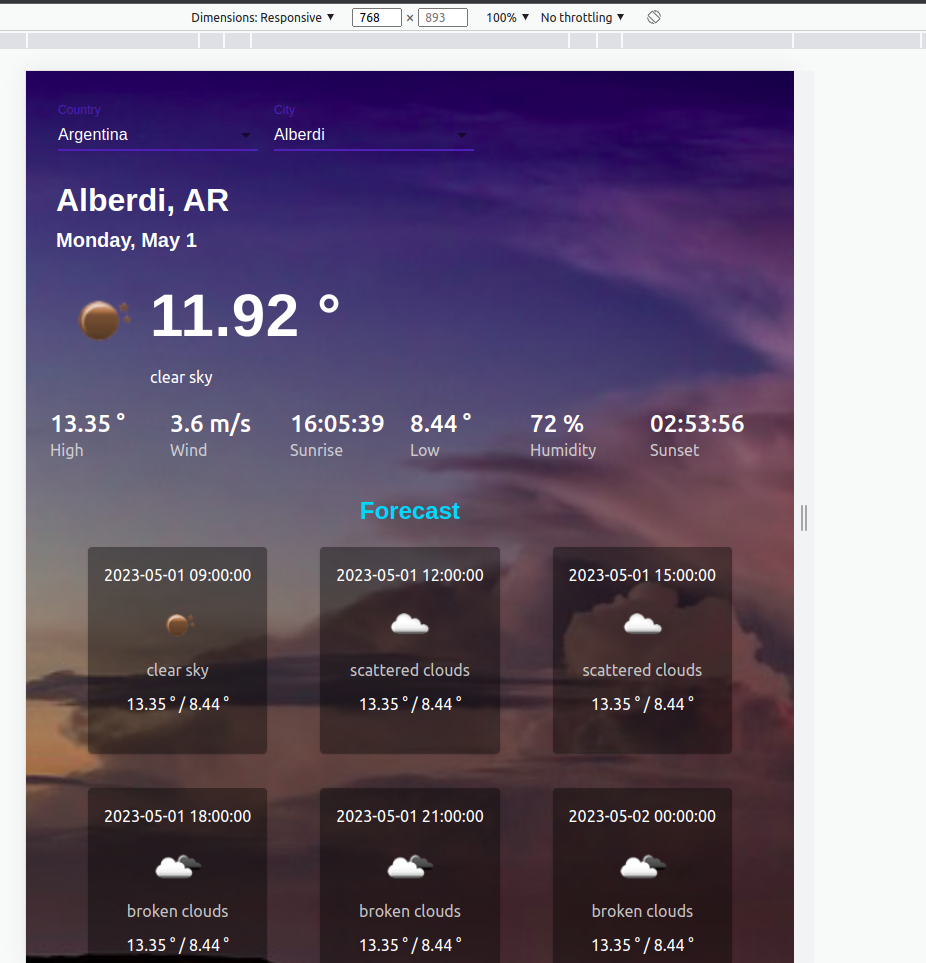 Dimensions: Responsive ▼ 768 × 893 100% ▼ No throttling ▼
Country City
Argentina Alberdi
Alberdi, AR
Monday, May 1
11.92 °
clear sky
13.35 ° 3.6 m/s 16:05:39 8.44 ° 72 % 02:53:56
High Wind Sunrise Low Humidity Sunset
Forecast
2023-05-01 09:00:00 2023-05-01 12:00:00 2023-05-01 15:00:00
clear sky scattered clouds scattered clouds
13.35 ° / 8.44 ° 13.35 ° / 8.44 ° 13.35 ° / 8.44 °
2023-05-01 18:00:00 2023-05-01 21:00:00 2023-05-02 00:00:00
broken clouds broken clouds broken clouds
13.35 ° / 8.44 ° 13.35 ° / 8.44 ° 13.35 ° / 8.44 °